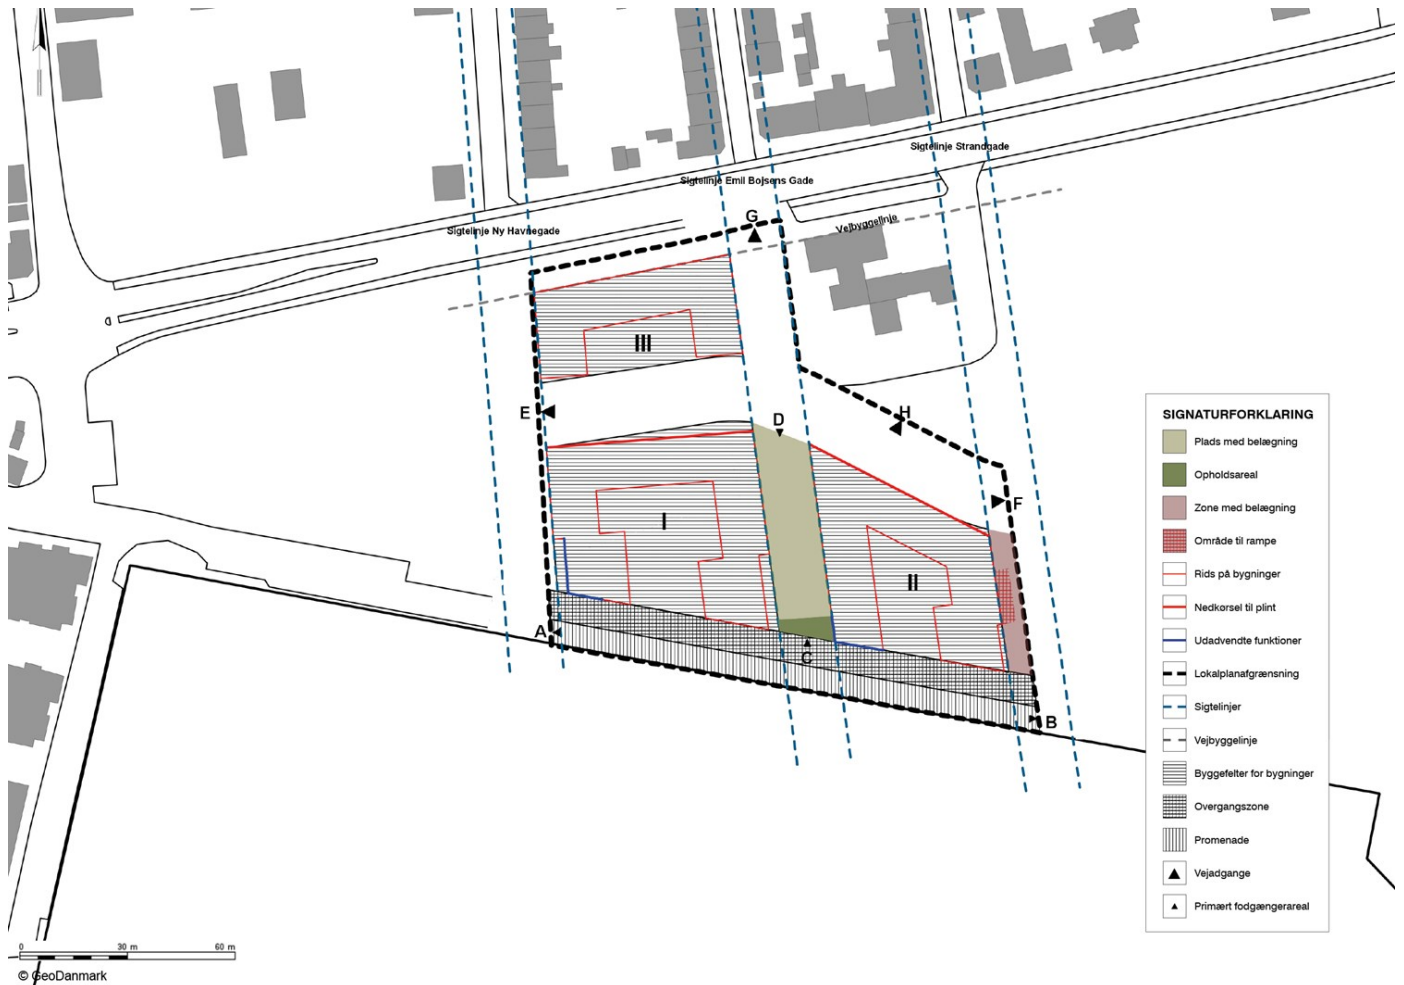 Sigtelinje Strandgade
Sigtelinje Emil Bojsens Gade
G
Vejbyggelinje
Sigtelinje Ny Havnegade
III
E
D
H
F
I
II
A
C
B
SIGNATURFORKLARING
Plads med belægning
Opholdsareal
Zone med belægning
Område til rampe
Rids på bygninger
Nedkørsel til plint
Udadvendte funktioner
Lokalplanafgrænsning
Sigtelinjer
Vejbyggelinje
Byggefelter for bygninger
Overgangszone
Promenade
Vejadgange
Primært fodgængerareal
0 30 m 60 m
© GeoDanmark